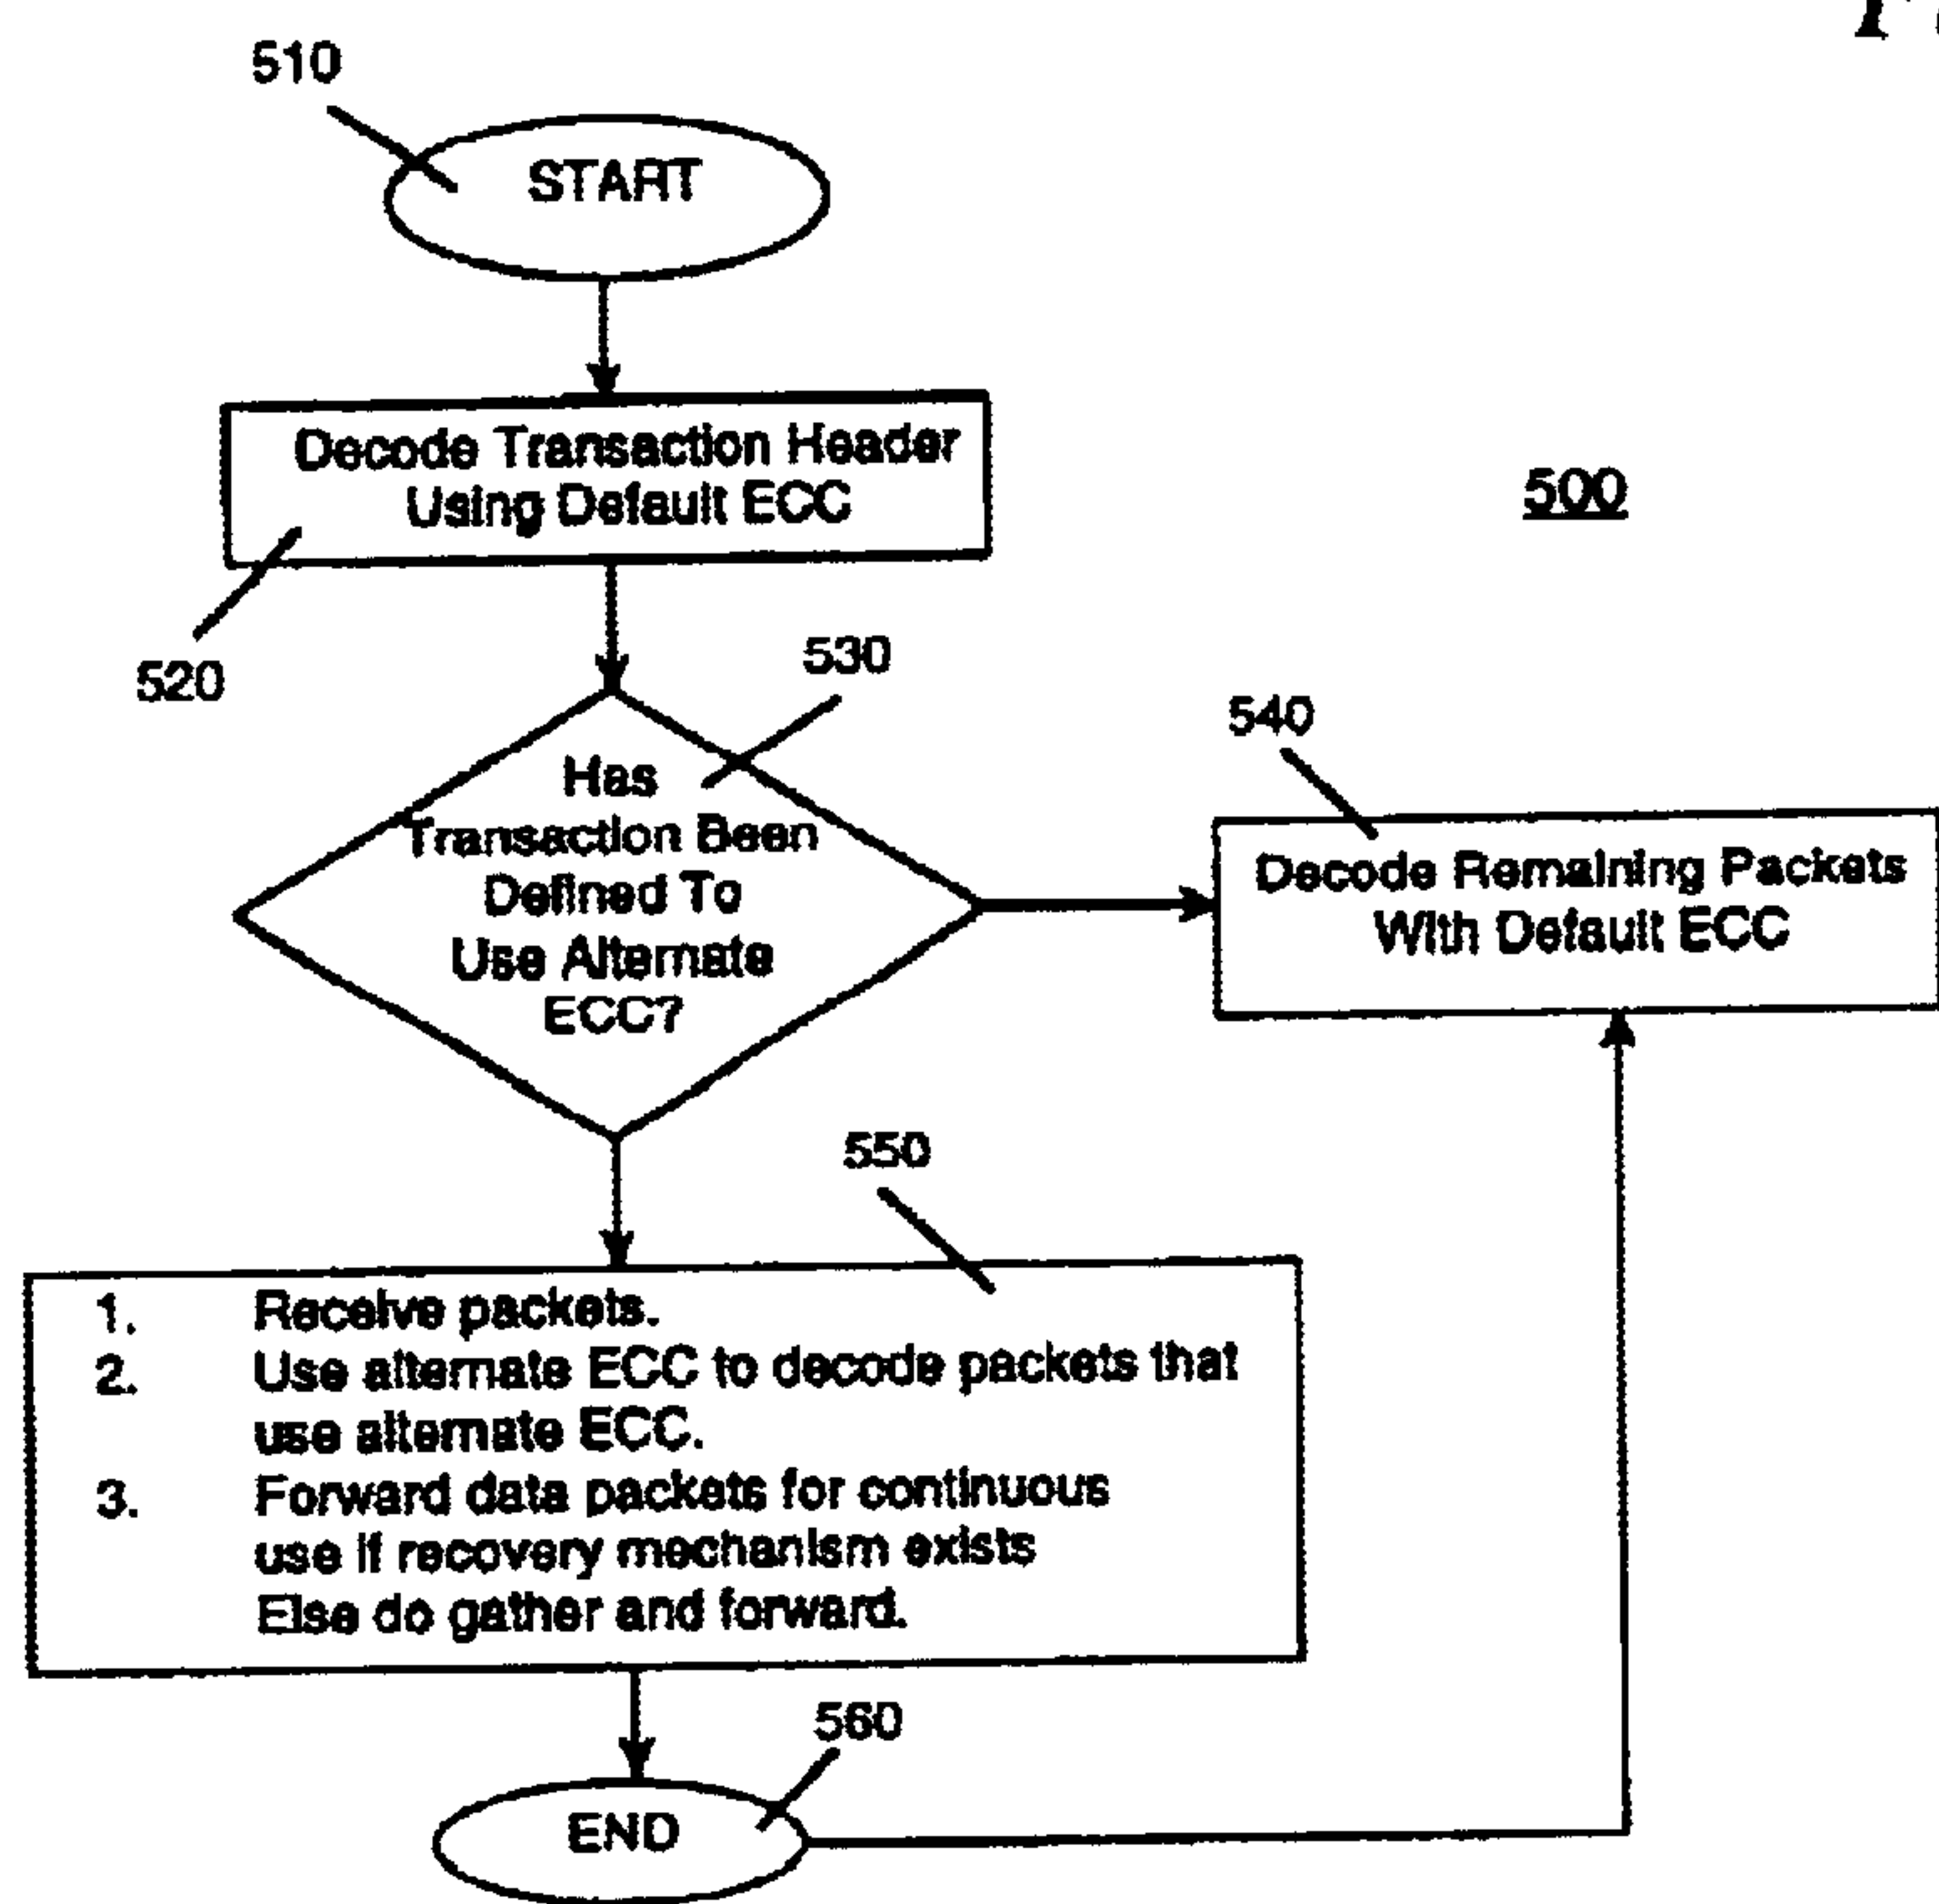 510
START
Decode Transaction Header
Using Default ECC
500
520
530
540
Has
Transaction Been
Defined To
Use Alternate
ECC?
Decode Remaining Packets
With Default ECC
550
1. Receive packets.
2. Use alternate ECC to decode packets that
use alternate ECC.
3. Forward data packets for continuous
use if recovery mechanism exists
Else do gather and forward.
560
END